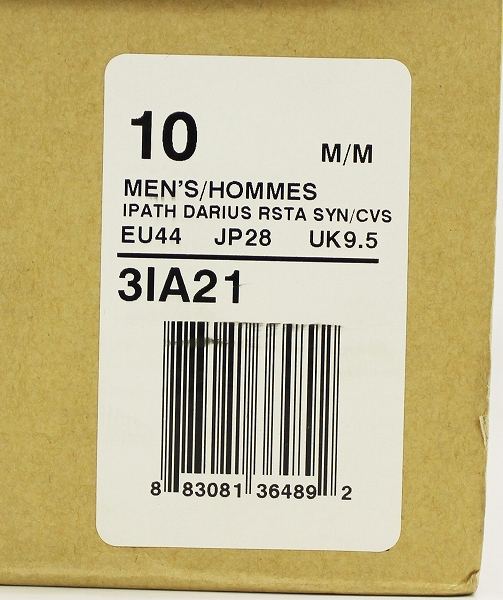 10 M/M
MEN'S/HOMMES
IPATH DARIUS RSTA SYN/CVS
EU44 JP28 UK9.5
3IA21
8 83081 36489 2